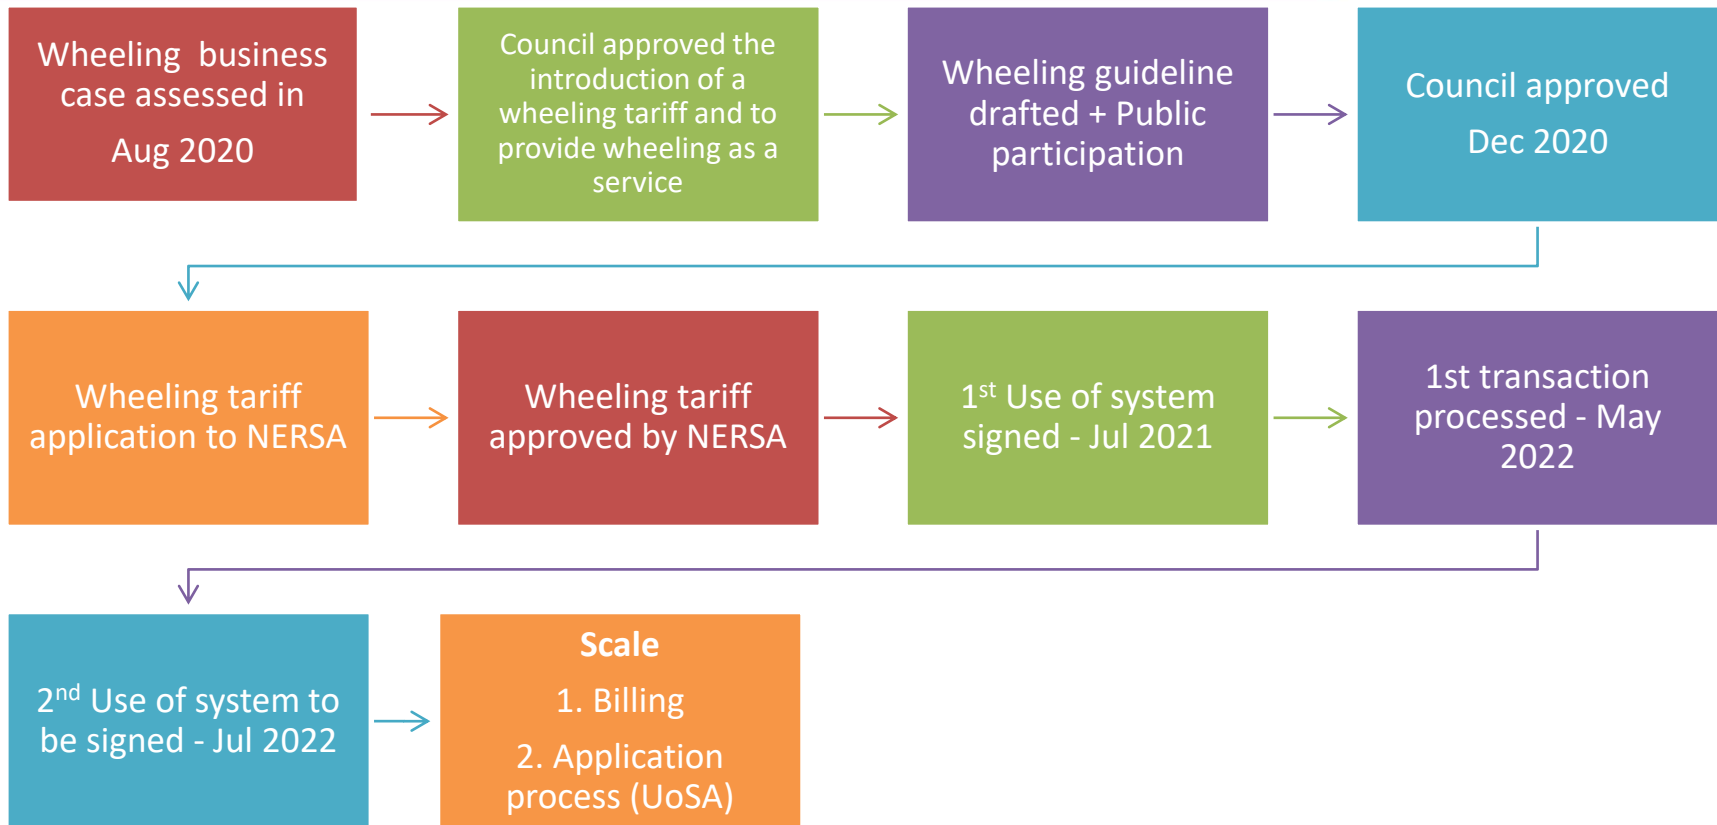 Wheeling business
case assessed in
Aug 2020
Council approved the
introduction of a
wheeling tariff and to
provide wheeling as a
service
Wheeling guideline
drafted + Public
participation
Council approved
Dec 2020
Wheeling tariff
application to NERSA
Wheeling tariff
approved by NERSA
1st Use of system
signed - Jul 2021
1st transaction
processed - May
2022
2nd Use of system to
be signed - Jul 2022
Scale
1. Billing
2. Application
process (UoSA)